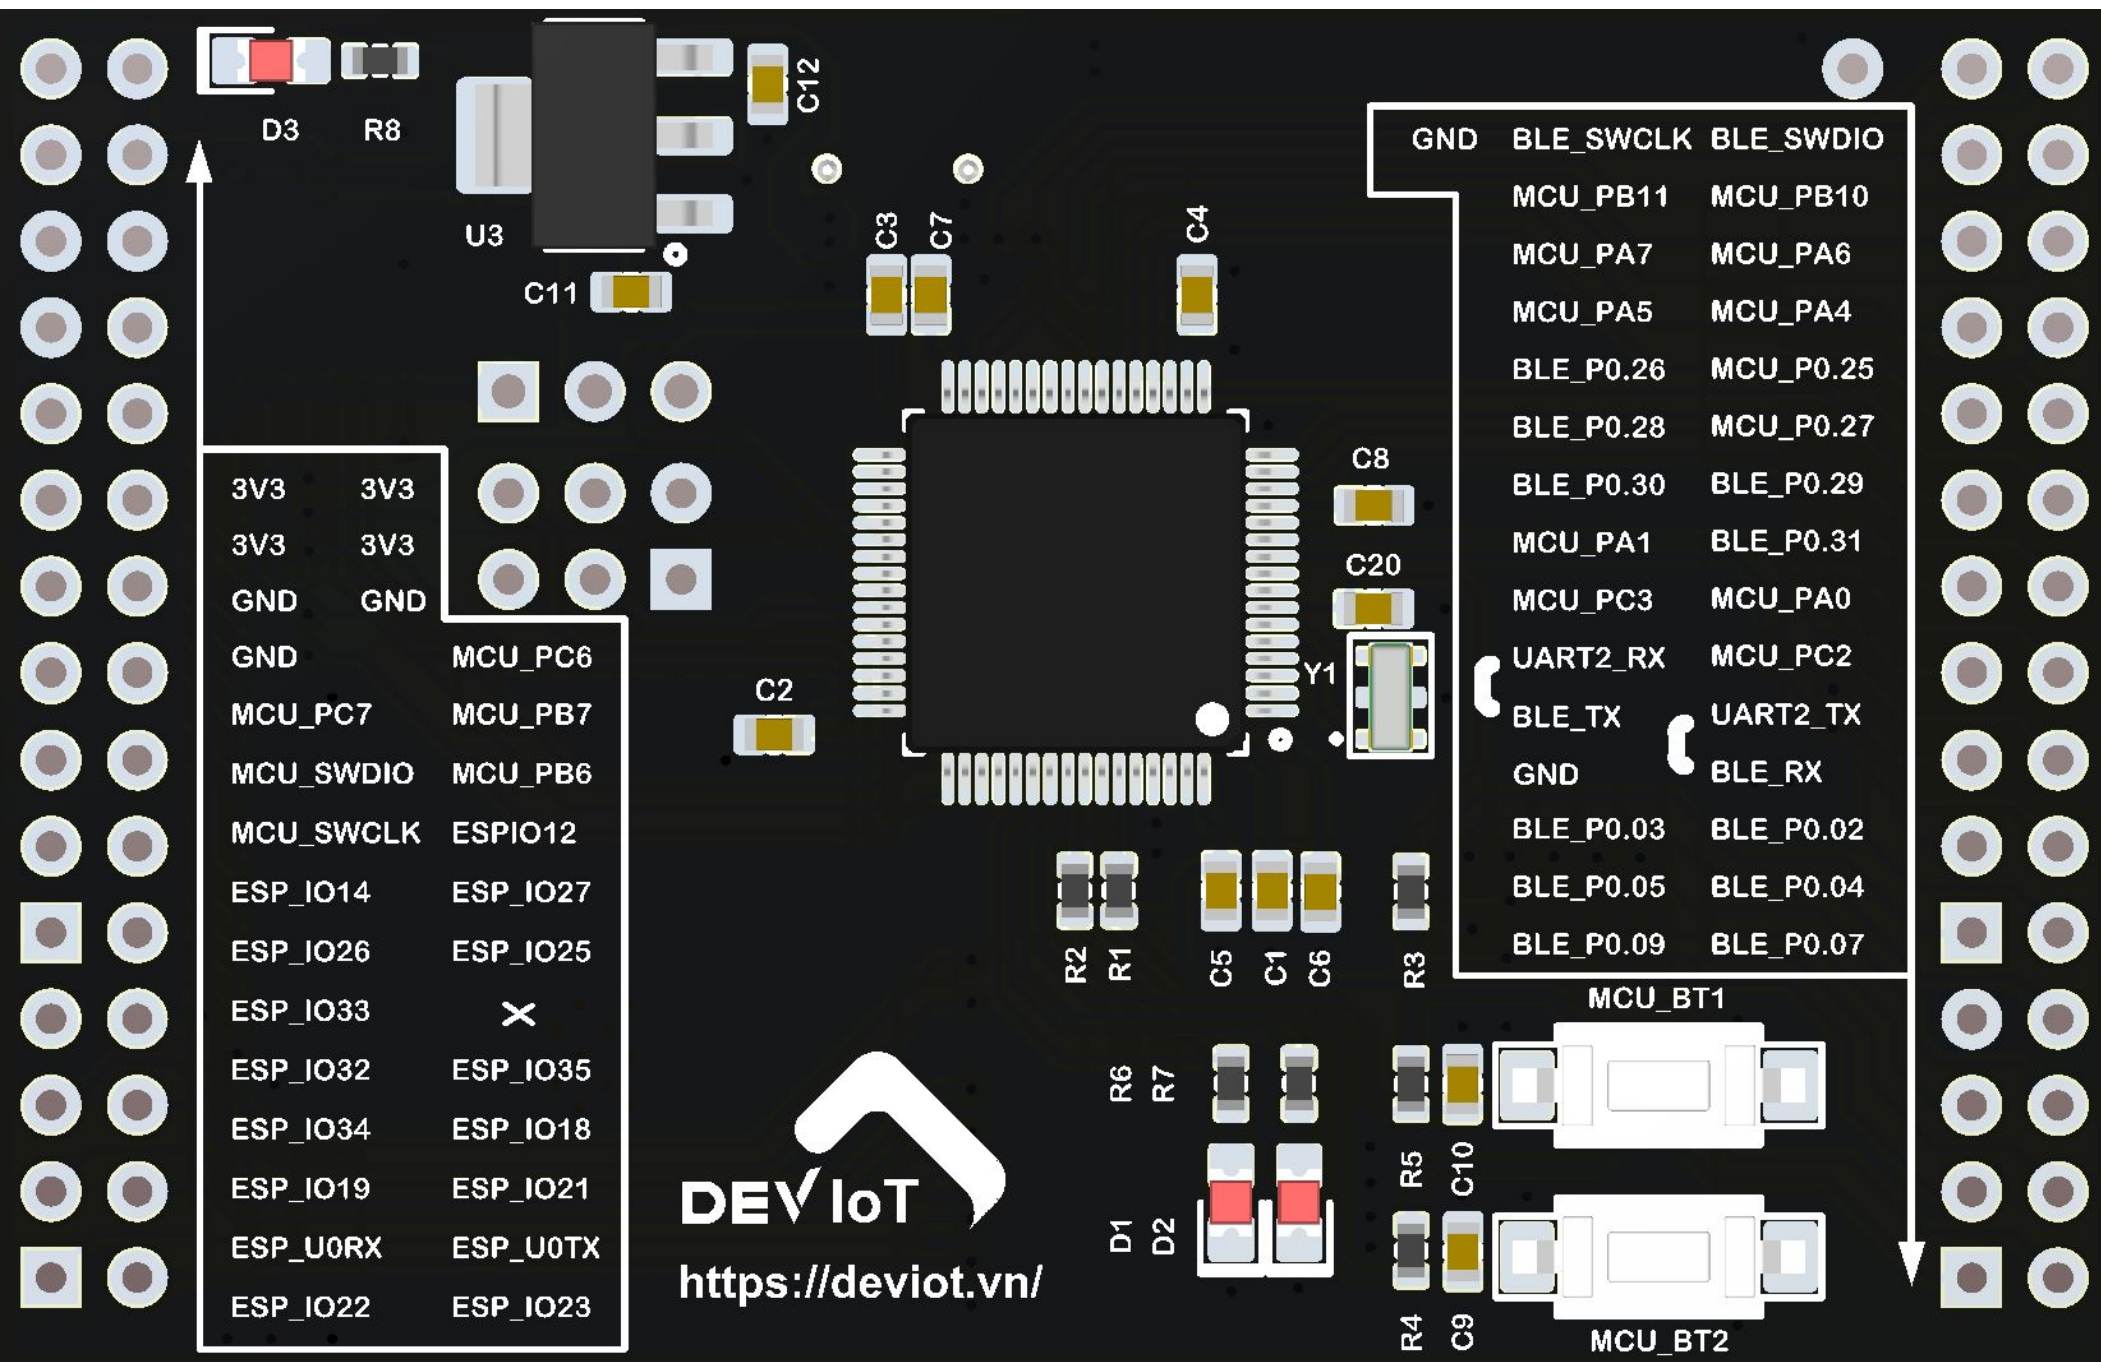 D3 R8
U3
C12
C11
C3 C7 C4
C8
C20
Y1
C2
R2 R1 C5 C1 C6 R3
R6 R7
D1 D2
R5 C10
R4 C9
MCU_BT1
MCU_BT2
3V3 3V3
3V3 3V3
GND GND
GND MCU_PC6
MCU_PC7 MCU_PB7
MCU_SWDIO MCU_PB6
MCU_SWCLK ESPIO12
ESP_IO14 ESP_IO27
ESP_IO26 ESP_IO25
ESP_IO33 X
ESP_IO32 ESP_IO35
ESP_IO34 ESP_IO18
ESP_IO19 ESP_IO21
ESP_U0RX ESP_U0TX
ESP_IO22 ESP_IO23
GND BLE_SWCLK BLE_SWDIO
MCU_PB11 MCU_PB10
MCU_PA7 MCU_PA6
MCU_PA5 MCU_PA4
BLE_P0.26 MCU_P0.25
BLE_P0.28 MCU_P0.27
BLE_P0.30 BLE_P0.29
MCU_PA1 BLE_P0.31
MCU_PC3 MCU_PA0
UART2_RX MCU_PC2
BLE_TX UART2_TX
GND BLE_RX
BLE_P0.03 BLE_P0.02
BLE_P0.05 BLE_P0.04
BLE_P0.09 BLE_P0.07
DEV IoT
https://deviot.vn/